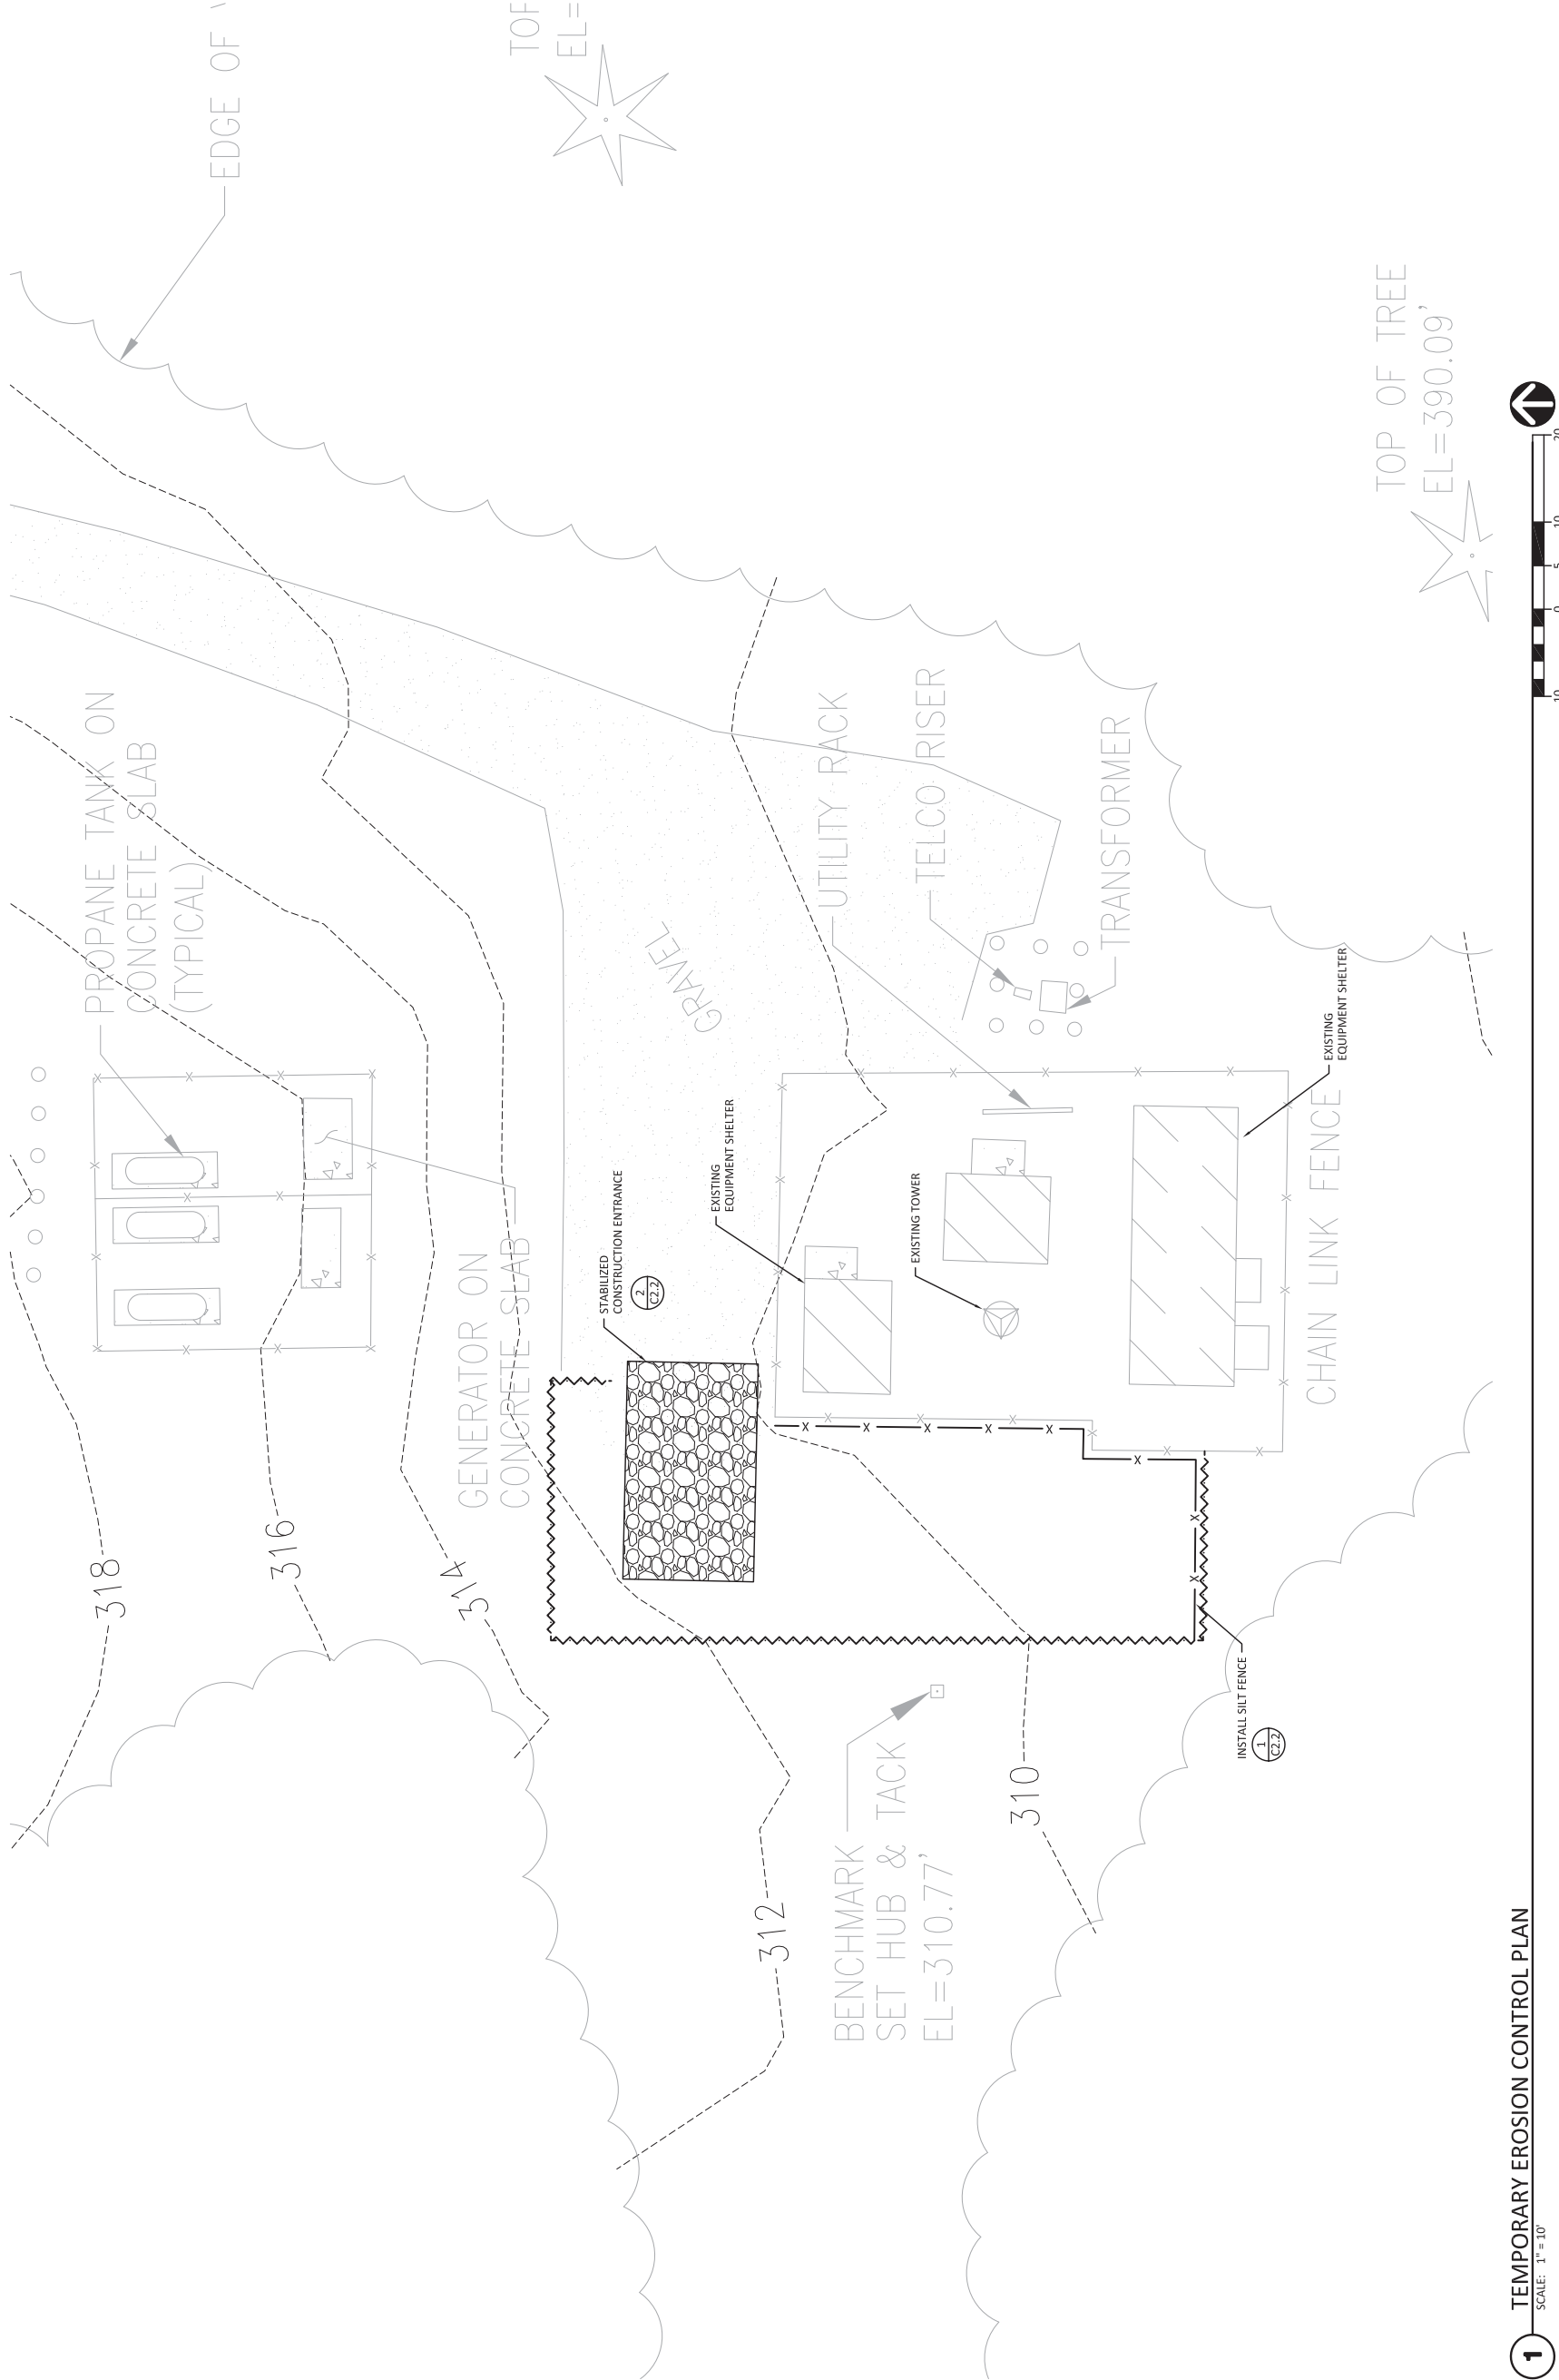 EDGE OF
TOP
EL=
PROPANE TANK ON
CONCRETE SLAB
(TYPICAL)
318
316
314
GENERATOR ON
CONCRETE SLAB
GRAVEL
UTILITY RACK
TELCO RISER
TRANSFORMER
STABILIZED
CONSTRUCTION ENTRANCE
2
C2.2
EXISTING
EQUIPMENT SHELTER
EXISTING TOWER
EXISTING
EQUIPMENT SHELTER
CHAIN LINK FENCE
INSTALL SILT FENCE
1
C2.2
312
310
BENCHMARK
SET HUB & TACK
EL=310.77'
TOP OF TREE
EL=390.09'
1
TEMPORARY EROSION CONTROL PLAN
SCALE: 1" = 10'
10
0
5
10
20